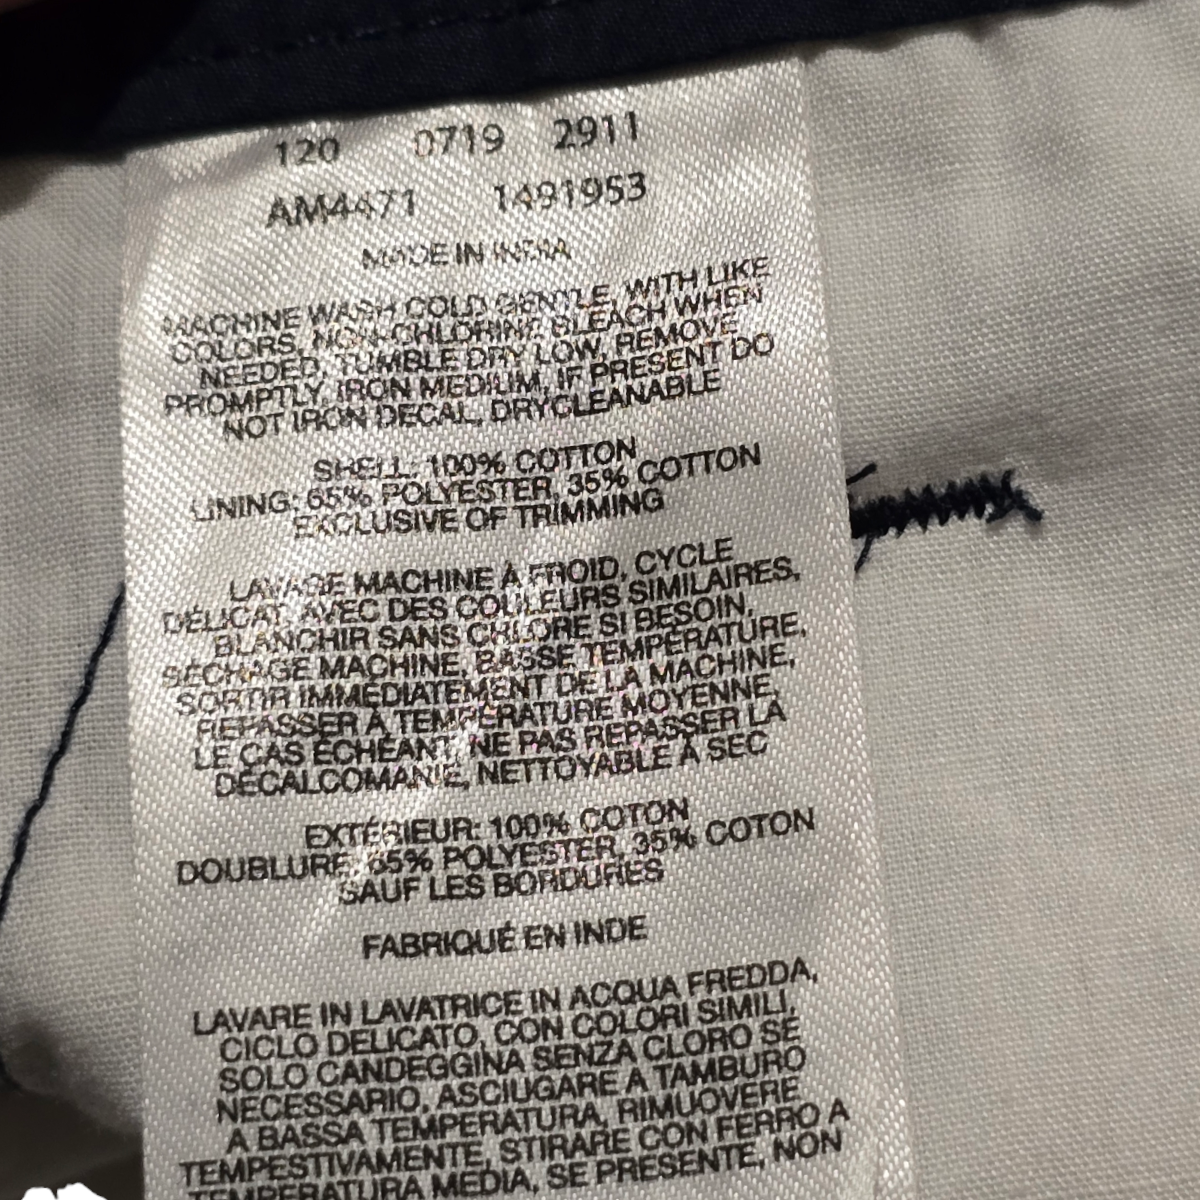 120 0719 2911
AM4471 1491953
MADE IN INDIA
MACHINE WASH COLD GENTLE, WITH LIKE
COLORS, NON-CHLORINE BLEACH WHEN
NEEDED, TUMBLE DRY LOW, REMOVE
PROMPTLY, IRON MEDIUM, IF PRESENT DO
NOT IRON DECAL, DRYCLEANABLE
SHELL: 100% COTTON
LINING: 65% POLYESTER, 35% COTTON
EXCLUSIVE OF TRIMMING
LAVAGE MACHINE À FROID, CYCLE
DÉLICAT, AVEC DES COULEURS SIMILAIRES,
BLANCHIR SANS CHLORE SI BESOIN,
SÉCHAGE MACHINE, BASSE TEMPÉRATURE,
SORTIR IMMÉDIATEMENT DE LA MACHINE,
REPASSER À TEMPÉRATURE MOYENNE,
LE CAS ÉCHÉANT, NE PAS REPASSER LA
DÉCALCOMANIE, NETTOYABLE À SEC
EXTÉRIEUR: 100% COTON
DOUBLURE: 65% POLYESTER, 35% COTON
SAUF LES BORDURES
FABRIQUÉ EN INDE
LAVARE IN LAVATRICE IN ACQUA FREDDA,
CICLO DELICATO, CON COLORI SIMILI,
SOLO CANDEGGINA SENZA CLORO SE
NECESSARIO, ASCIUGARE A TAMBURO
A BASSA TEMPERATURA, RIMUOVERE
TEMPESTIVAMENTE, STIRARE CON FERRO A
TEMPERATURA MEDIA, SE PRESENTE, NON